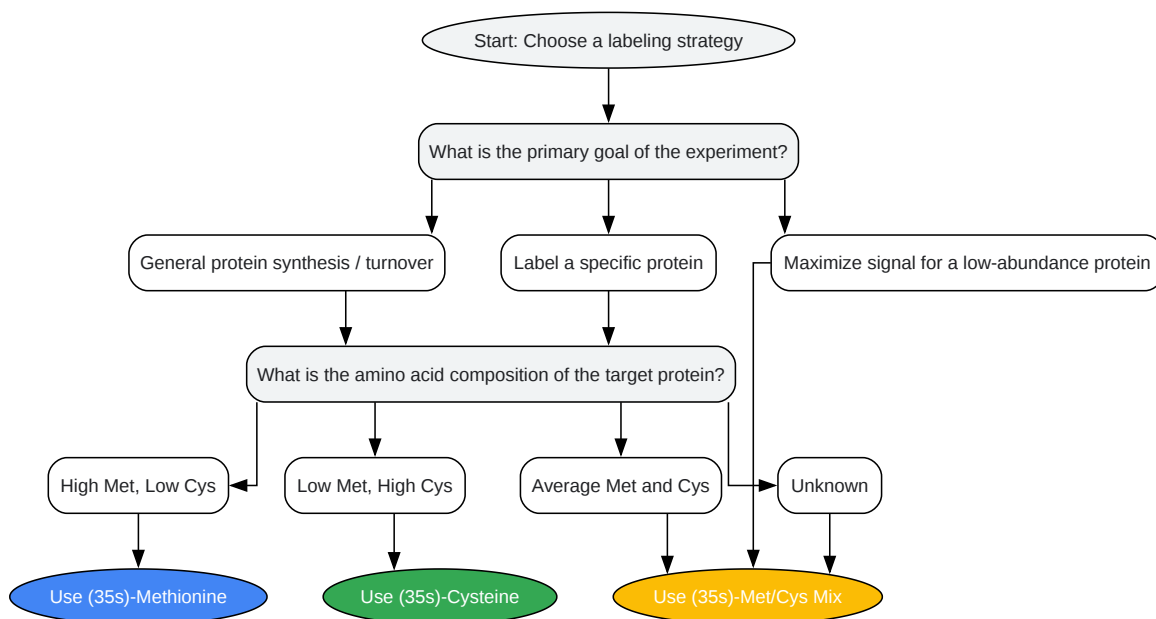 Start: Choose a labeling strategy
What is the primary goal of the experiment?
General protein synthesis / turnover
Label a specific protein
Maximize signal for a low-abundance protein
What is the amino acid composition of the target protein?
High Met, Low Cys
Low Met, High Cys
Average Met and Cys
Unknown
Use (35s)-Methionine
Use (35s)-Cysteine
Use (35s)-Met/Cys Mix